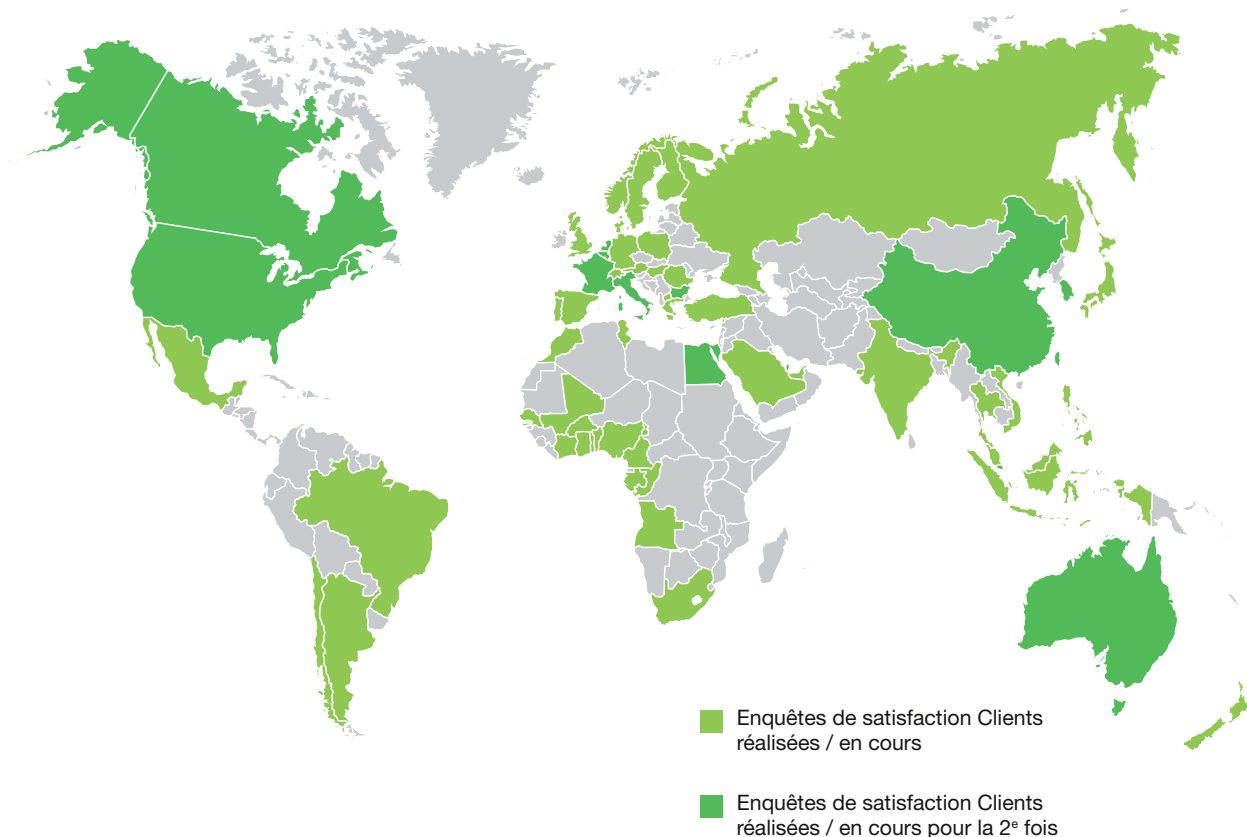 Enquêtes de satisfaction Clients
réalisées / en cours
Enquêtes de satisfaction Clients
réalisées / en cours pour la 2ᵉ fois